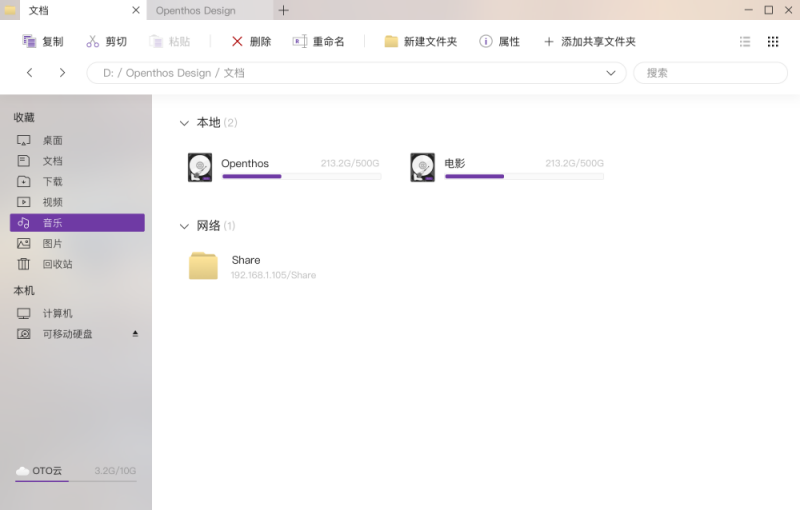 文档
Openthos Design
复制
剪切
粘贴
删除
重命名
新建文件夹
属性
添加共享文件夹
D: / Openthos Design / 文档
搜索
收藏
桌面
文档
下载
视频
音乐
图片
回收站
本机
计算机
可移动硬盘
OTO云 3.2G/10G
本地 (2)
Openthos 213.2G/500G
电影 213.2G/500G
网络 (1)
Share
192.168.1.105/Share